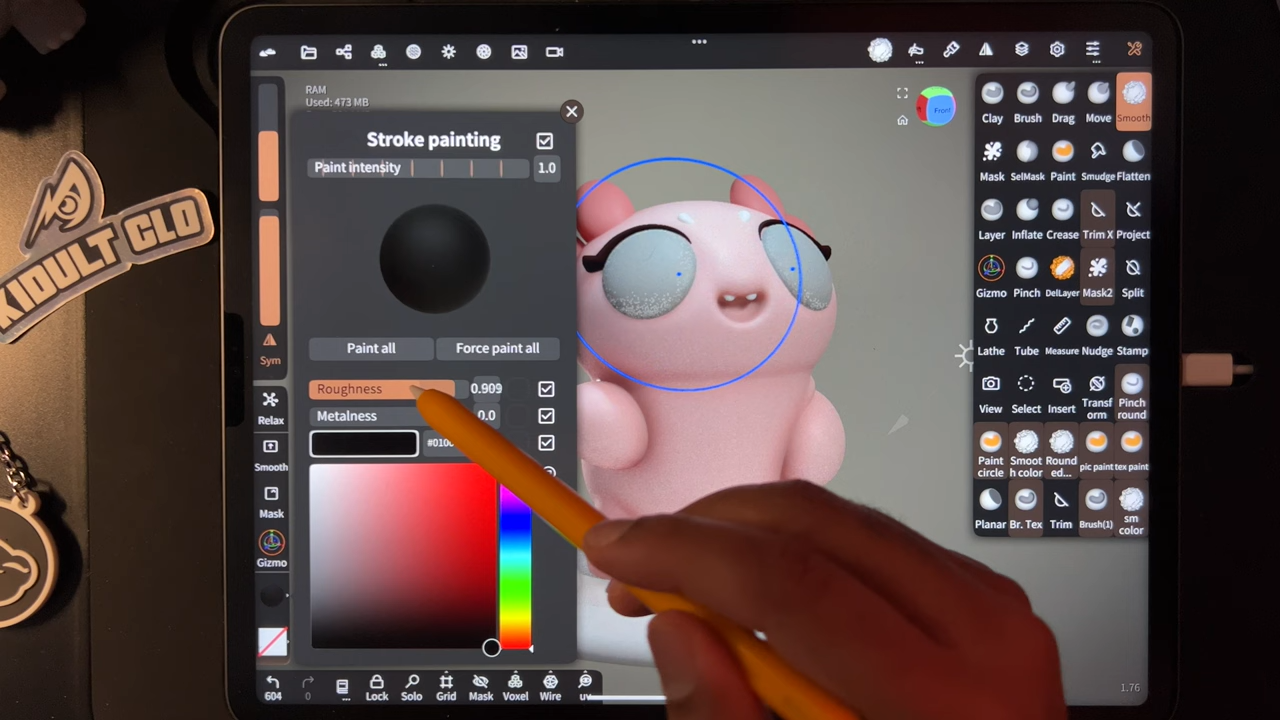 KIDULT CLO
RAM
Used: 473 MB
Front
Stroke painting
Paint intensity 1.0
Paint all Force paint all
Roughness 0.909
Metalness 0.0
Sym
Relax
Smooth
Mask
Gizmo
Clay Brush Drag Move Smooth
Mask SelMask Paint Smudge Flatten
Layer Inflate Crease Trim X Project
Gizmo Pinch DelLayer Mask2 Split
Lathe Tube Measure Nudge Stamp
View Select Insert Transf
orm Pinch
round
Paint
circle Smoot
h color Round
ed... pic paint tex paint
Planar Br. Tex Trim Brush(1) sm
color
604 0 ... Lock Solo Grid Mask Voxel Wire
1.76